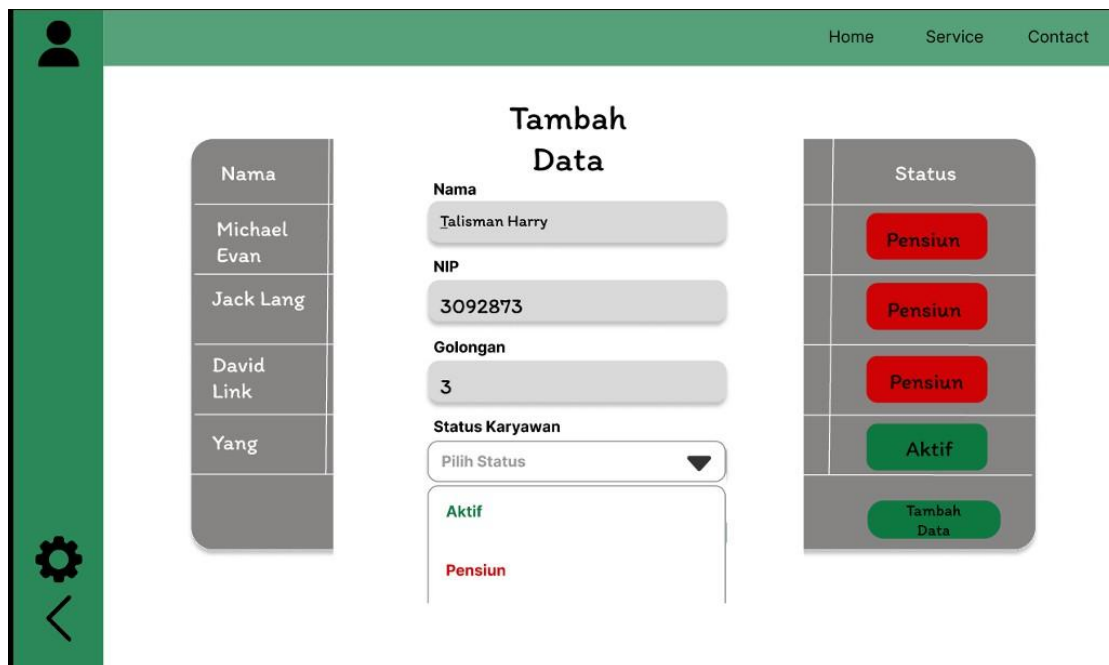 Home Service Contact
Tambah
Data
Nama
Status
Nama
Talisman Harry
Michael
Evan
Pensiun
NIP
3092873
Jack Lang
Pensiun
Golongan
3
David
Link
Pensiun
Status Karyawan
Pilih Status
Yang
Aktif
Aktif
Pensiun
Tambah
Data